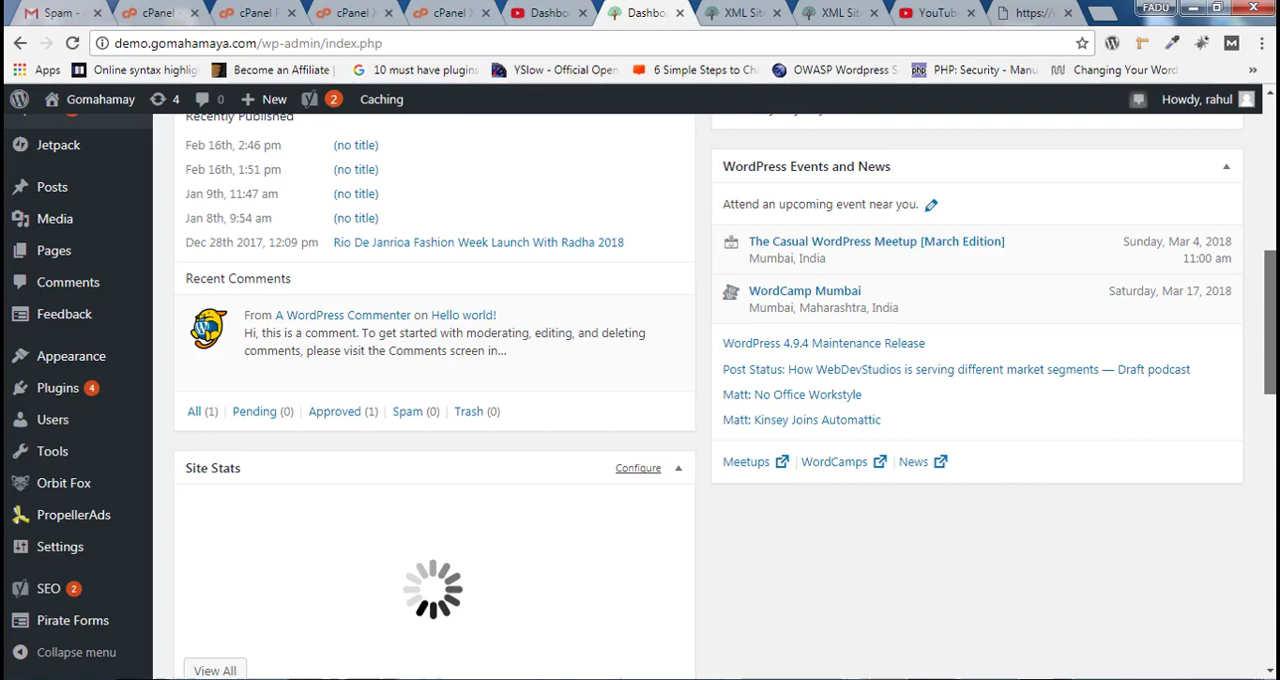 Spam - cPanel cPanel F cPanel X cPanel X Dashbo Dashbo XML Sit XML Sit YouTube https:// FADU
demo.gomahamaya.com/wp-admin/index.php
Apps Online syntax highlig Become an Affiliate | 10 must have plugins YSlow - Official Open 6 Simple Steps to Ch OWASP Wordpress S PHP: Security - Manu Changing Your Word »
Gomahamay 4 0 New 2 Caching Howdy, rahul
Recently Published
Jetpack
Posts
Media
Pages
Comments
Feedback
Appearance
Plugins 4
Users
Tools
Orbit Fox
PropellerAds
Settings
SEO 2
Pirate Forms
Collapse menu
Feb 16th, 2:46 pm (no title)
Feb 16th, 1:51 pm (no title)
Jan 9th, 11:47 am (no title)
Jan 8th, 9:54 am (no title)
Dec 28th 2017, 12:09 pm Rio De Janrioa Fashion Week Launch With Radha 2018
Recent Comments
From A WordPress Commenter on Hello world!
Hi, this is a comment. To get started with moderating, editing, and deleting
comments, please visit the Comments screen in...
All (1) | Pending (0) | Approved (1) | Spam (0) | Trash (0)
Site Stats Configure
View All
WordPress Events and News
Attend an upcoming event near you.
The Casual WordPress Meetup [March Edition] Sunday, Mar 4, 2018
Mumbai, India 11:00 am
WordCamp Mumbai Saturday, Mar 17, 2018
Mumbai, Maharashtra, India
WordPress 4.9.4 Maintenance Release
Post Status: How WebDevStudios is serving different market segments — Draft podcast
Matt: No Office Workstyle
Matt: Kinsey Joins Automattic
Meetups | WordCamps | News